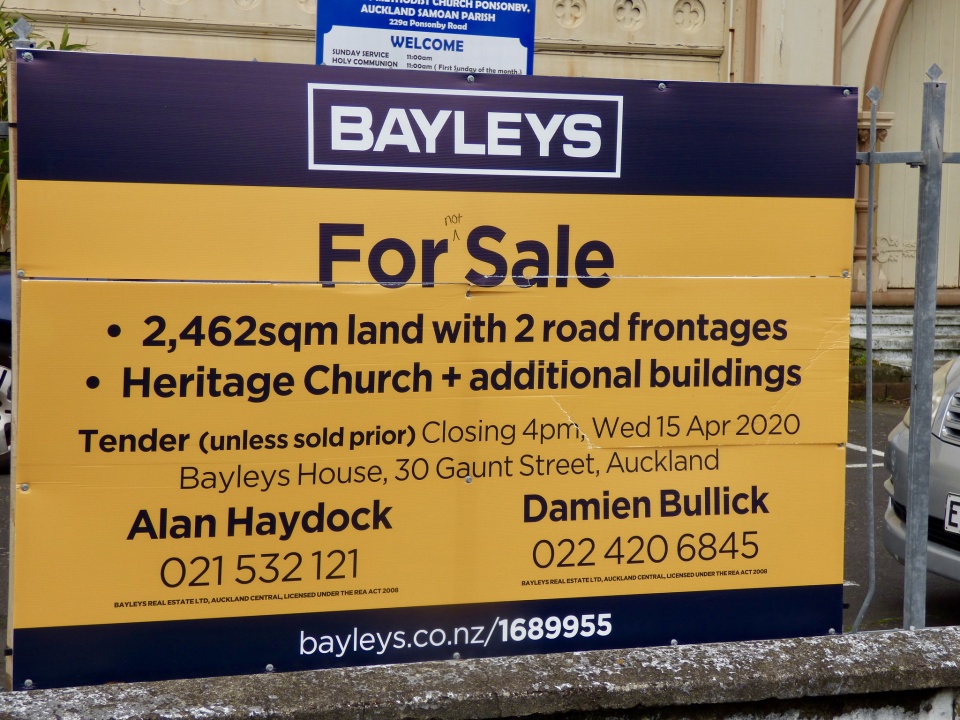 METHODIST CHURCH PONSONBY,
AUCKLAND SAMOAN PARISH
229a Ponsonby Road
WELCOME
SUNDAY SERVICE 11:00am
HOLY COMMUNION 11:00am ( First Sunday of the month )
BAYLEYS
For not Sale
• 2,462sqm land with 2 road frontages
• Heritage Church + additional buildings
Tender (unless sold prior) Closing 4pm, Wed 15 Apr 2020
Bayleys House, 30 Gaunt Street, Auckland
Alan Haydock
021 532 121
BAYLEYS REAL ESTATE LTD, AUCKLAND CENTRAL, LICENSED UNDER THE REA ACT 2008
Damien Bullick
022 420 6845
BAYLEYS REAL ESTATE LTD, AUCKLAND CENTRAL, LICENSED UNDER THE REA ACT 2008
bayleys.co.nz/1689955